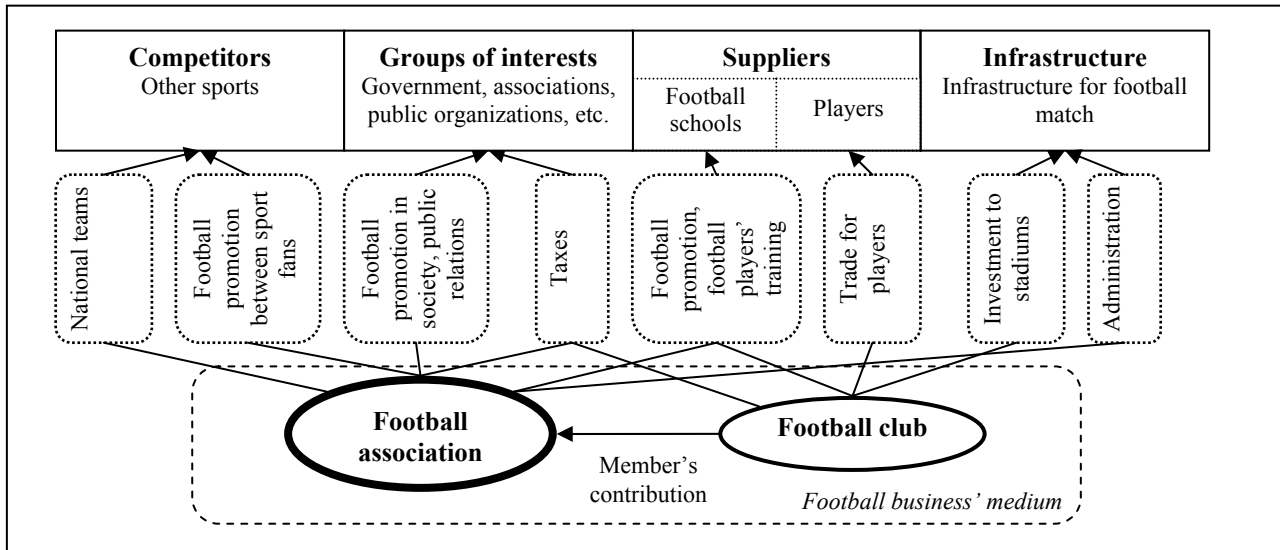 Competitors
Other sports
Groups of interests
Government, associations,
public organizations, etc.
Suppliers
Football
schools
Players
Infrastructure
Infrastructure for football
match
National teams
Football
promotion
between sport
fans
Football
promotion in
society, public
relations
Taxes
Football
promotion,
football
players’
training
Trade for
players
Investment to
stadiums
Administration
Football
association
Football club
Member’s
contribution
Football business’ medium